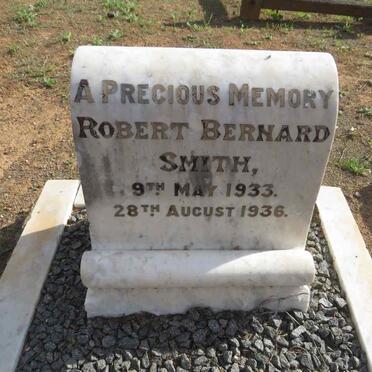 A PRECIOUS MEMORY
ROBERT BERNARD
SMITH,
9TH MAY 1933.
28TH AUGUST 1936.